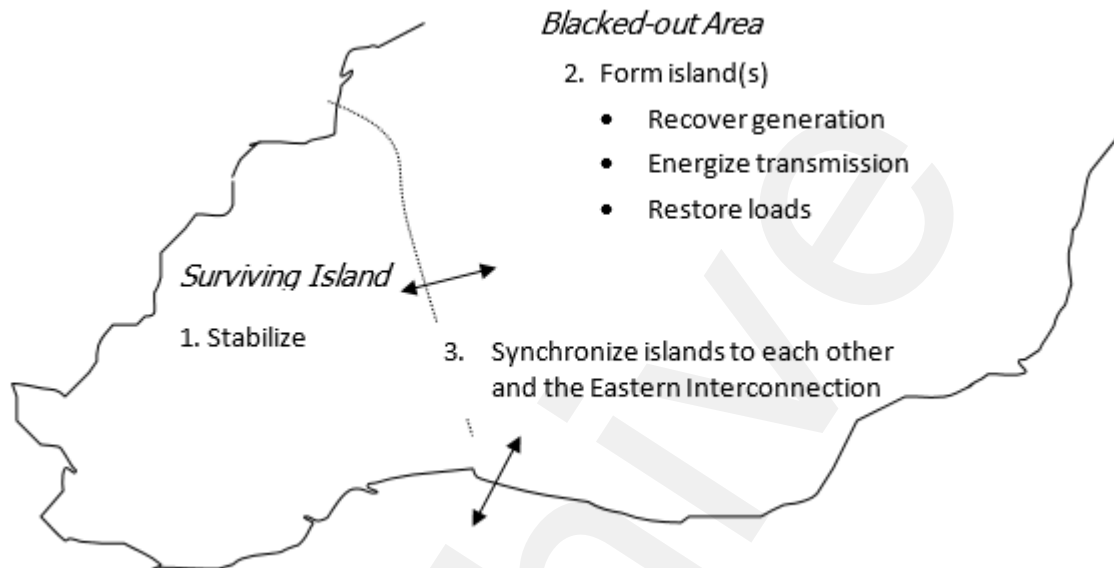 Blacked-out Area
2. Form island(s)
• Recover generation
• Energize transmission
• Restore loads
Surviving Island
1. Stabilize
3. Synchronize islands to each other
and the Eastern Interconnection